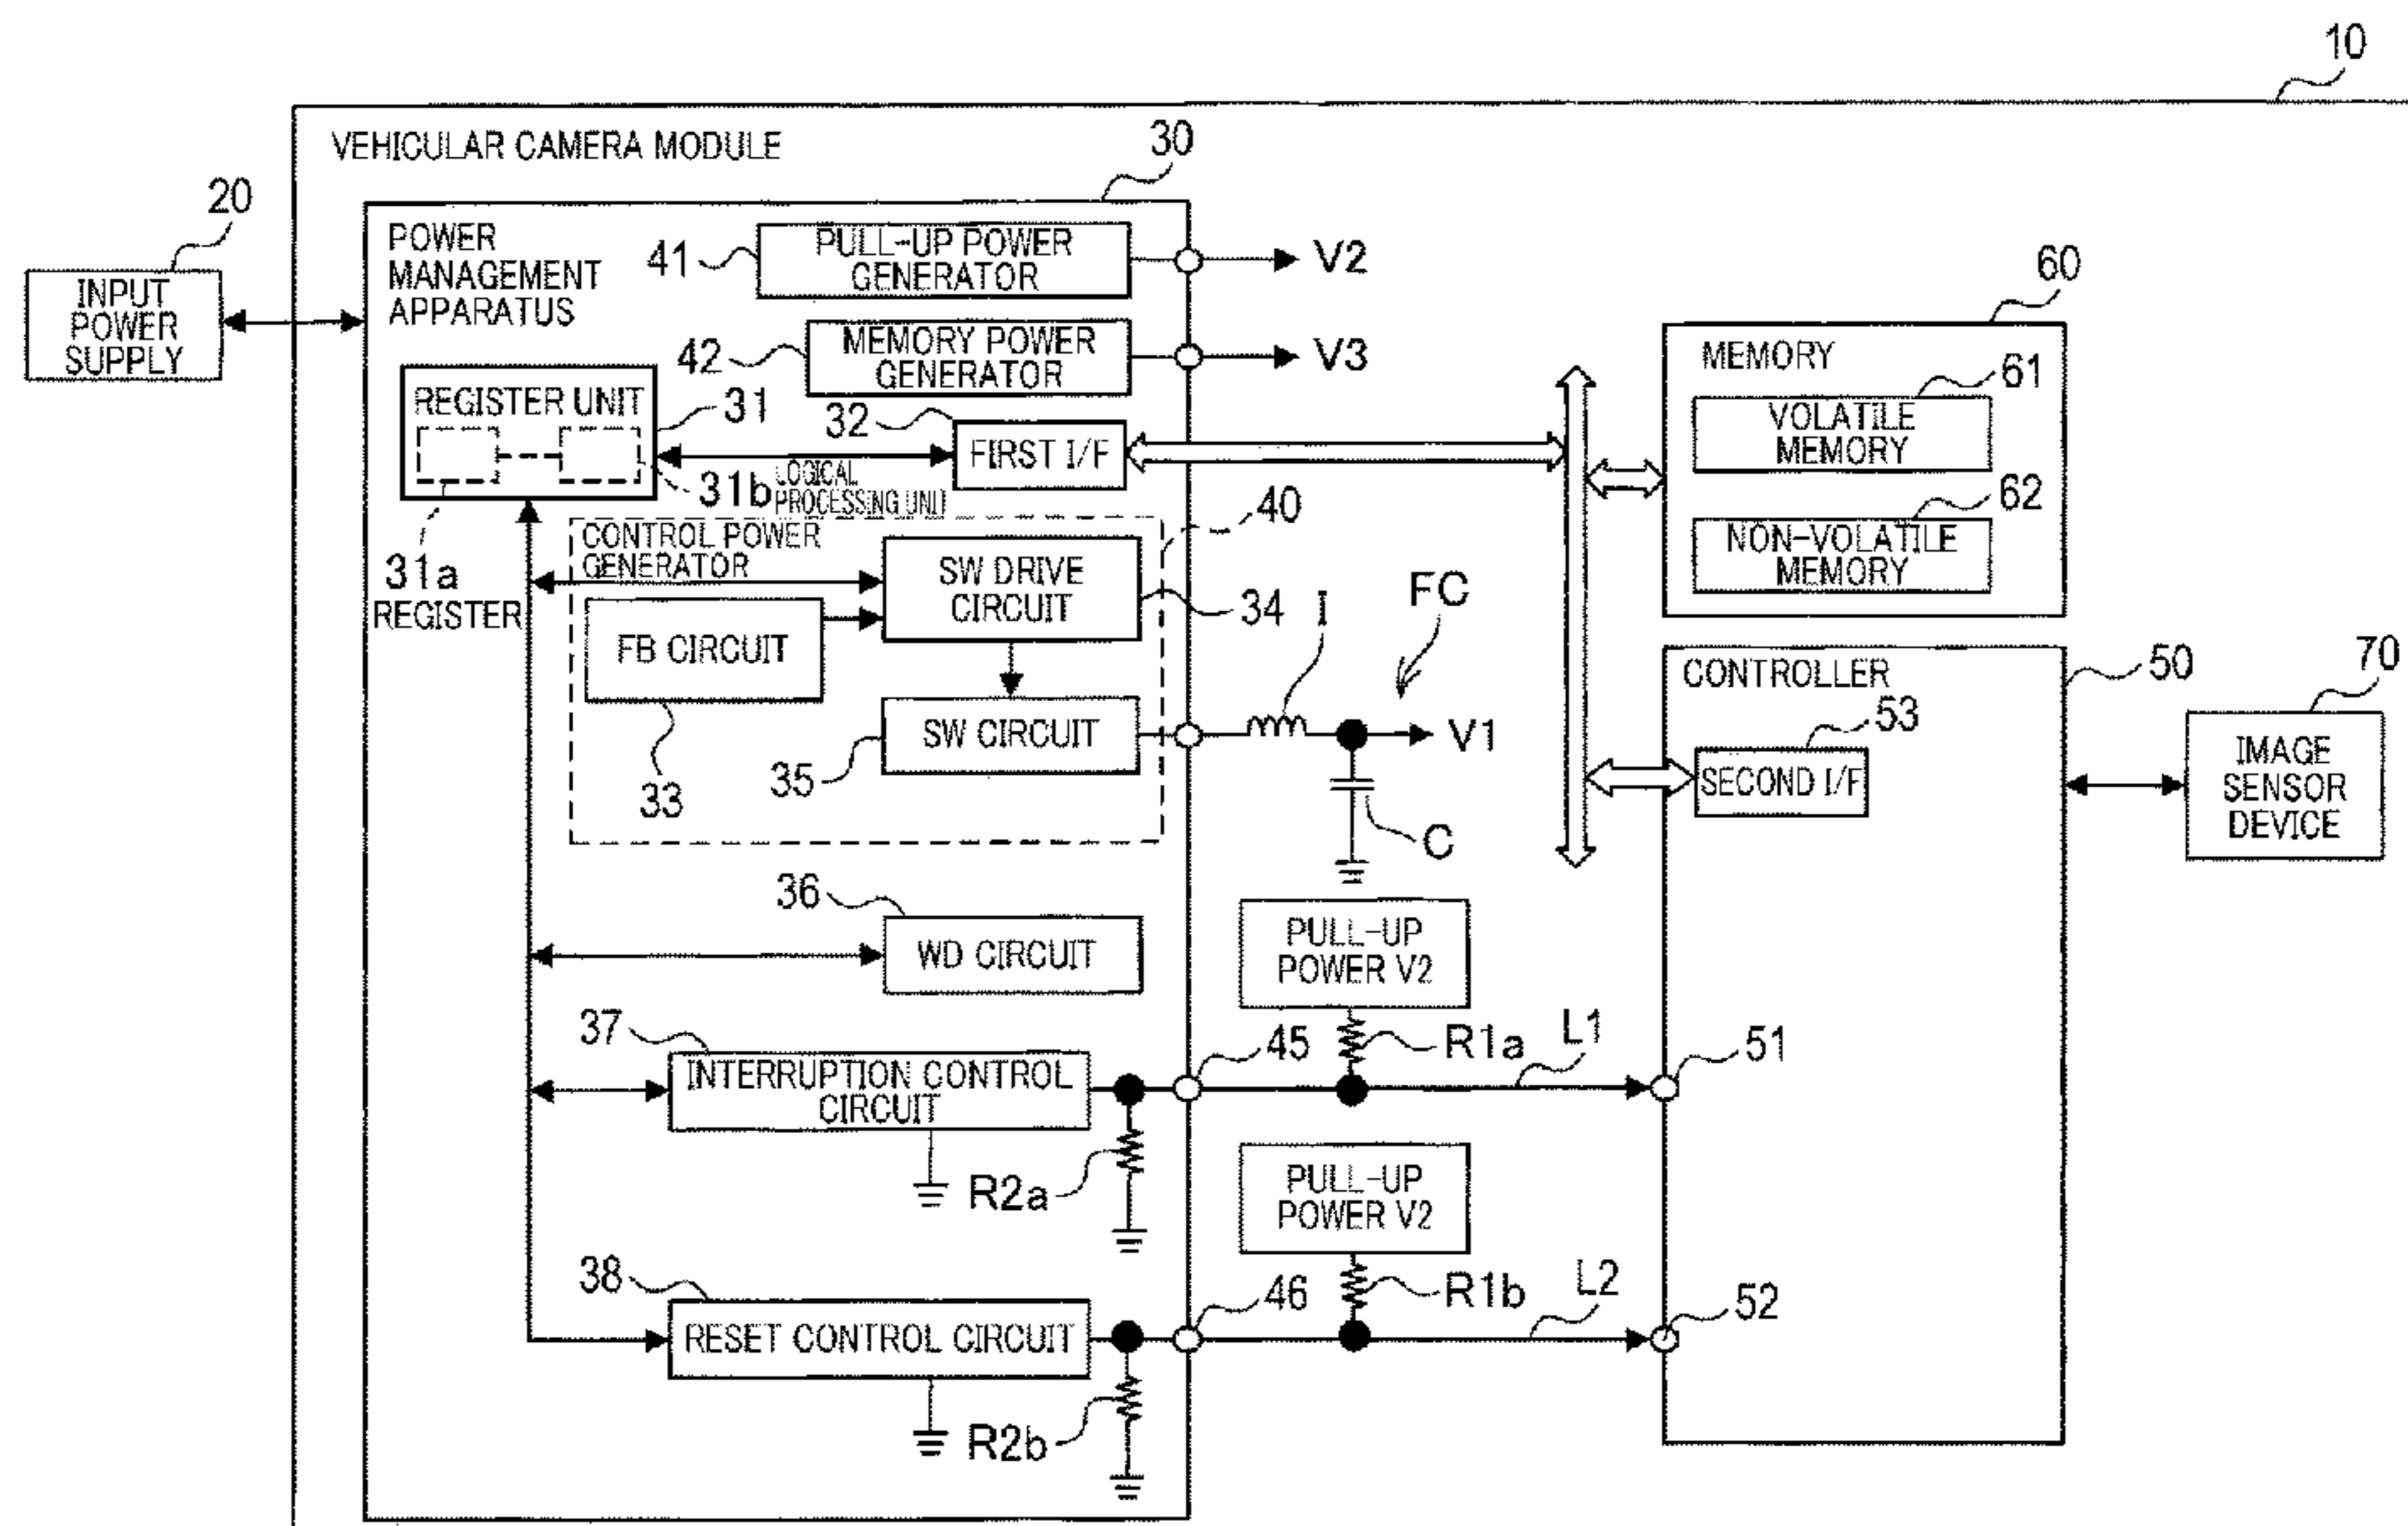 10
VEHICULAR CAMERA MODULE
30
20
INPUT
POWER
SUPPLY
POWER
MANAGEMENT
APPARATUS
41
PULL-UP POWER
GENERATOR
V2
42
MEMORY POWER
GENERATOR
V3
REGISTER UNIT
31
32
FIRST I/F
31b
LOGICAL
PROCESSING UNIT
31a
REGISTER
40
CONTROL POWER
GENERATOR
SW DRIVE
CIRCUIT
34
FB CIRCUIT
33
SW CIRCUIT
35
I
FC
V1
C
60
MEMORY
61
VOLATILE
MEMORY
62
NON-VOLATILE
MEMORY
50
CONTROLLER
53
SECOND I/F
70
IMAGE
SENSOR
DEVICE
36
WD CIRCUIT
PULL-UP
POWER V2
37
INTERRUPTION CONTROL
CIRCUIT
45
R1a
L1
51
R2a
PULL-UP
POWER V2
38
RESET CONTROL CIRCUIT
46
R1b
L2
52
R2b